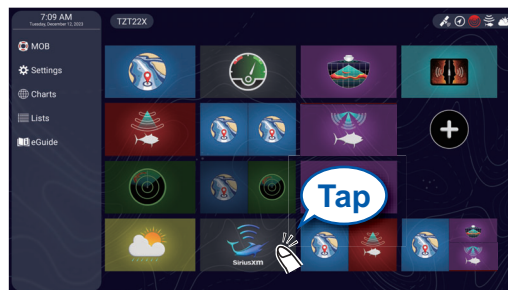 7:09 AM
Tuesday, December 12, 2023
TZT22X
MOB
Settings
Charts
Lists
eGuide
Tap
SiriusXM